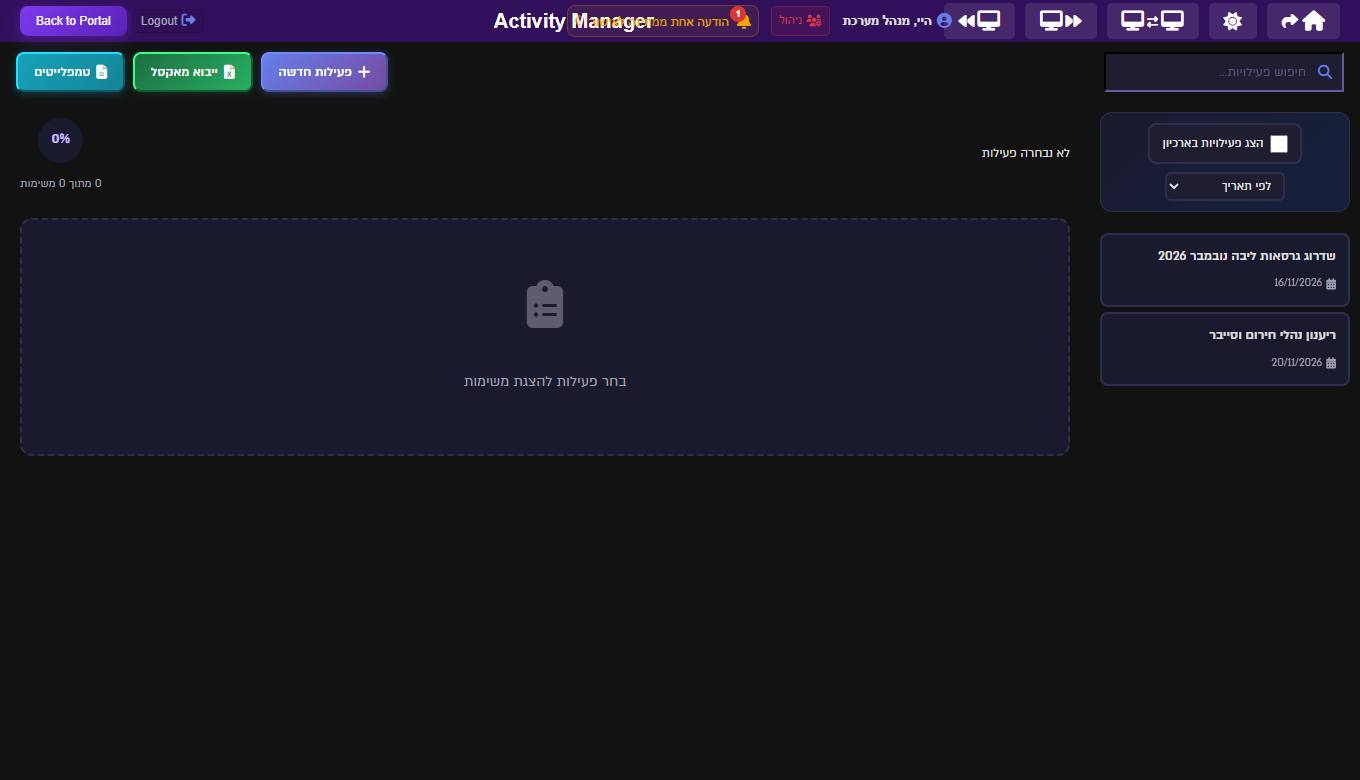 היי, מנהל מערכת
ניהול
1
הודעה אחת
Activity Manager
Logout
Back to Portal
חיפוש פעילויות...
פעילות חדשה
ייבוא מאקסל
טמפלייטים
הצג פעילויות בארכיון
לפי תאריך
שדרוג גרסאות ליבה נובמבר 2026
16/11/2026
ריענון נהלי חירום וסייבר
20/11/2026
לא נבחרה פעילות
0%
0 מתוך 0 משימות
בחר פעילות להצגת משימות